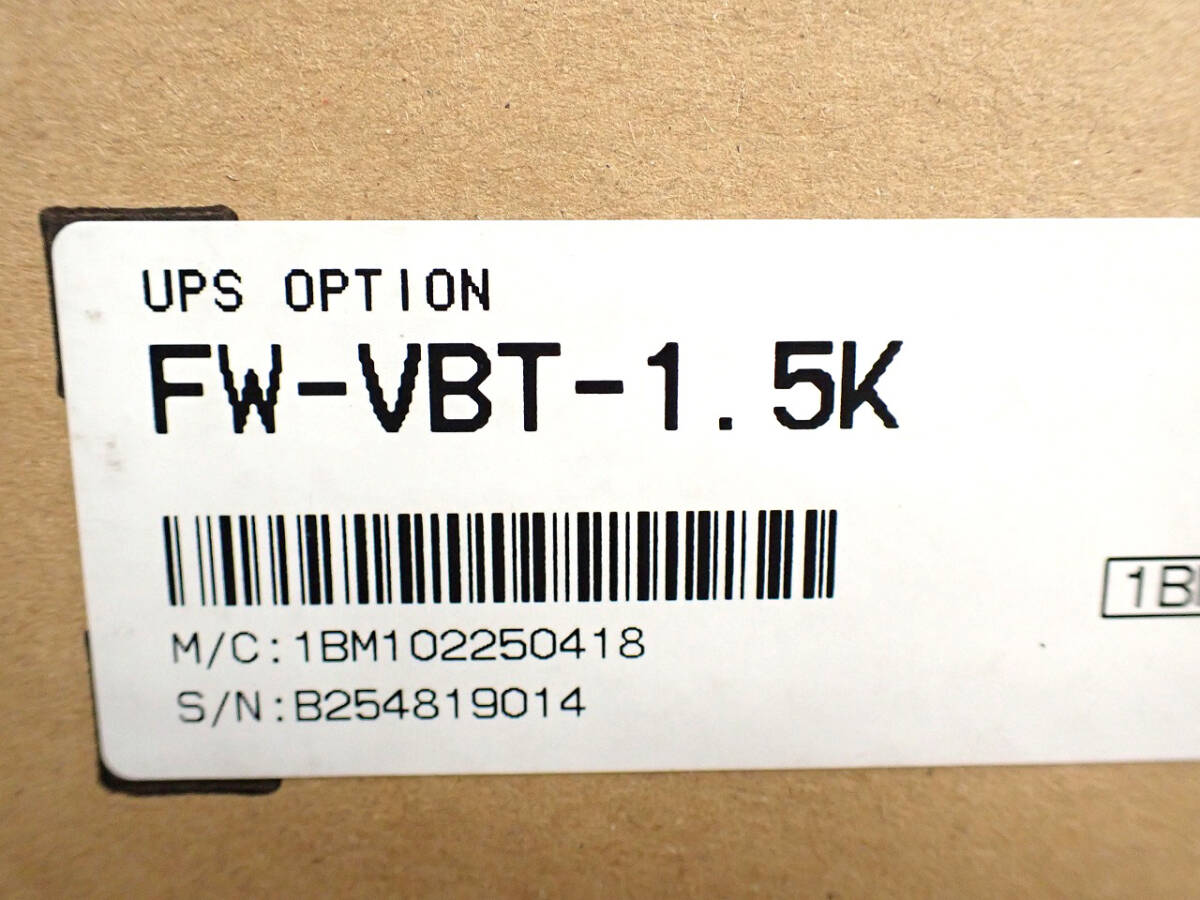 UPS OPTION
FW-VBT-1.5K
M/C:1BM102250418
S/N:B254819014